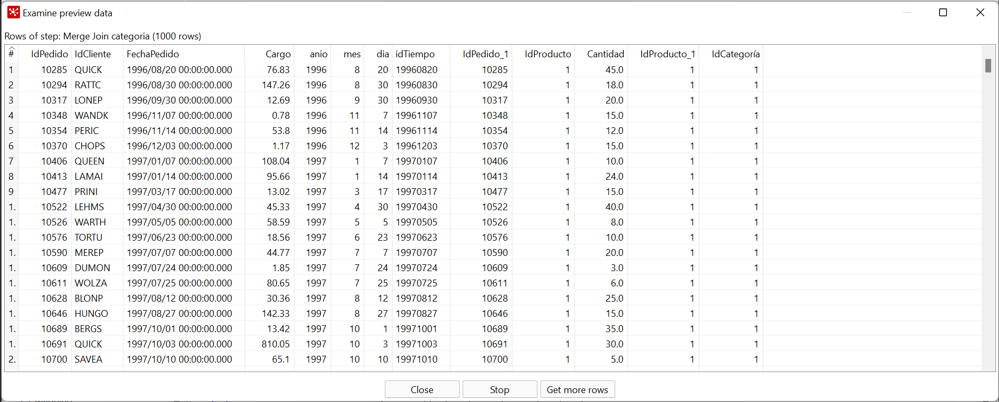 Examine preview data
Rows of step: Merge Join categoria (1000 rows)
# IdPedido IdCliente FechaPedido Cargo anio mes dia idTiempo IdPedido_1 IdProducto Cantidad IdProducto_1 IdCategoría
1 10285 QUICK 1996/08/20 00:00:00.000 76.83 1996 8 20 19960820 10285 1 45.0 1 1
2 10294 RATTC 1996/08/30 00:00:00.000 147.26 1996 8 30 19960830 10294 1 18.0 1 1
3 10317 LONEP 1996/09/30 00:00:00.000 12.69 1996 9 30 19960930 10317 1 20.0 1 1
4 10348 WANDK 1996/11/07 00:00:00.000 0.78 1996 11 7 19961107 10348 1 15.0 1 1
5 10354 PERIC 1996/11/14 00:00:00.000 53.8 1996 11 14 19961114 10354 1 12.0 1 1
6 10370 CHOPS 1996/12/03 00:00:00.000 1.17 1996 12 3 19961203 10370 1 15.0 1 1
7 10406 QUEEN 1997/01/07 00:00:00.000 108.04 1997 1 7 19970107 10406 1 10.0 1 1
8 10413 LAMAI 1997/01/14 00:00:00.000 95.66 1997 1 14 19970114 10413 1 24.0 1 1
9 10477 PRINI 1997/03/17 00:00:00.000 13.02 1997 3 17 19970317 10477 1 15.0 1 1
1. 10522 LEHMS 1997/04/30 00:00:00.000 45.33 1997 4 30 19970430 10522 1 40.0 1 1
1. 10526 WARTH 1997/05/05 00:00:00.000 58.59 1997 5 5 19970505 10526 1 8.0 1 1
1. 10576 TORTU 1997/06/23 00:00:00.000 18.56 1997 6 23 19970623 10576 1 10.0 1 1
1. 10590 MEREP 1997/07/07 00:00:00.000 44.77 1997 7 7 19970707 10590 1 20.0 1 1
1. 10609 DUMON 1997/07/24 00:00:00.000 1.85 1997 7 24 19970724 10609 1 3.0 1 1
1. 10611 WOLZA 1997/07/25 00:00:00.000 80.65 1997 7 25 19970725 10611 1 6.0 1 1
1. 10628 BLONP 1997/08/12 00:00:00.000 30.36 1997 8 12 19970812 10628 1 25.0 1 1
1. 10646 HUNGO 1997/08/27 00:00:00.000 142.33 1997 8 27 19970827 10646 1 15.0 1 1
1. 10689 BERGS 1997/10/01 00:00:00.000 13.42 1997 10 1 19971001 10689 1 35.0 1 1
1. 10691 QUICK 1997/10/03 00:00:00.000 810.05 1997 10 3 19971003 10691 1 30.0 1 1
2. 10700 SAVEA 1997/10/10 00:00:00.000 65.1 1997 10 10 19971010 10700 1 5.0 1 1
Close Stop Get more rows